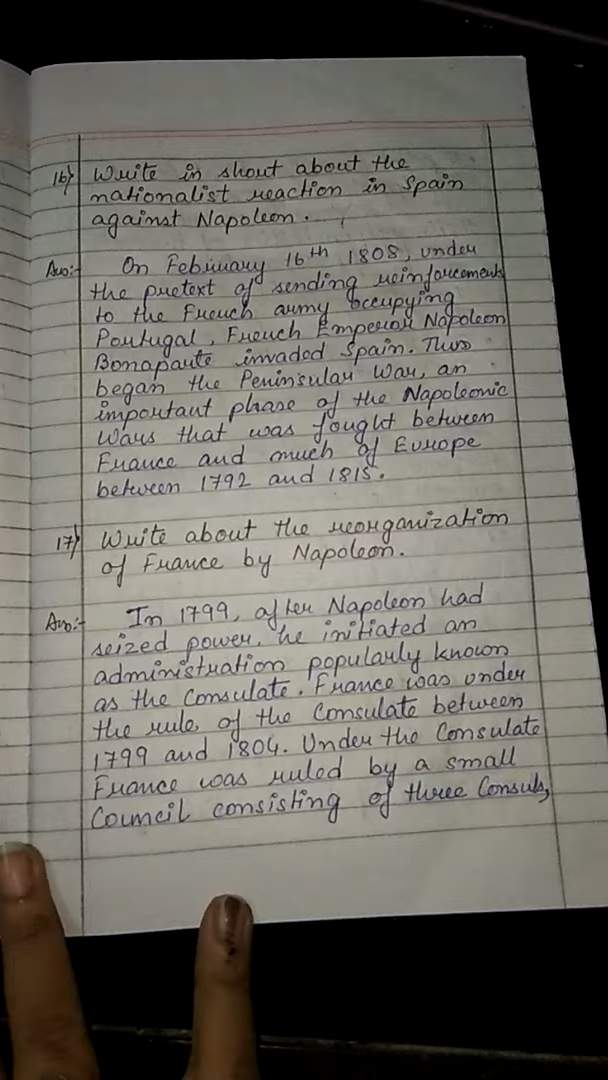 16) Write in short about the
nationalist reaction in Spain
against Napoleon.
Ans:- On February 16th 1808, under
the pretext of sending reinforcements
to the French army occupying
Portugal, French Emperor Napoleon
Bonaparte invaded Spain. Thus
began the Peninsular War, an
important phase of the Napoleonic
Wars that was fought between
France and much of Europe
between 1792 and 1815.
17) Write about the reorganization
of France by Napoleon.
Ans:- In 1799, after Napoleon had
seized power, he initiated an
administration popularly known
as the Consulate. France was under
the rule of the Consulate between
1799 and 1804. Under the Consulate
France was ruled by a small
Council consisting of three Consuls,